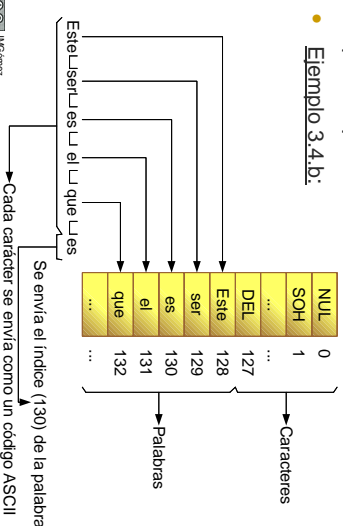 • Ejemplo 3.4.b:
NUL 0
SOH 1
...
DEL 127
Este 128
ser 129
es 130
el 131
que 132
... ...
Caracteres
Palabras
Este ser es el que es
Se envía el índice (130) de la palabra
Cada carácter se envía como un código ASCII
IMGómez